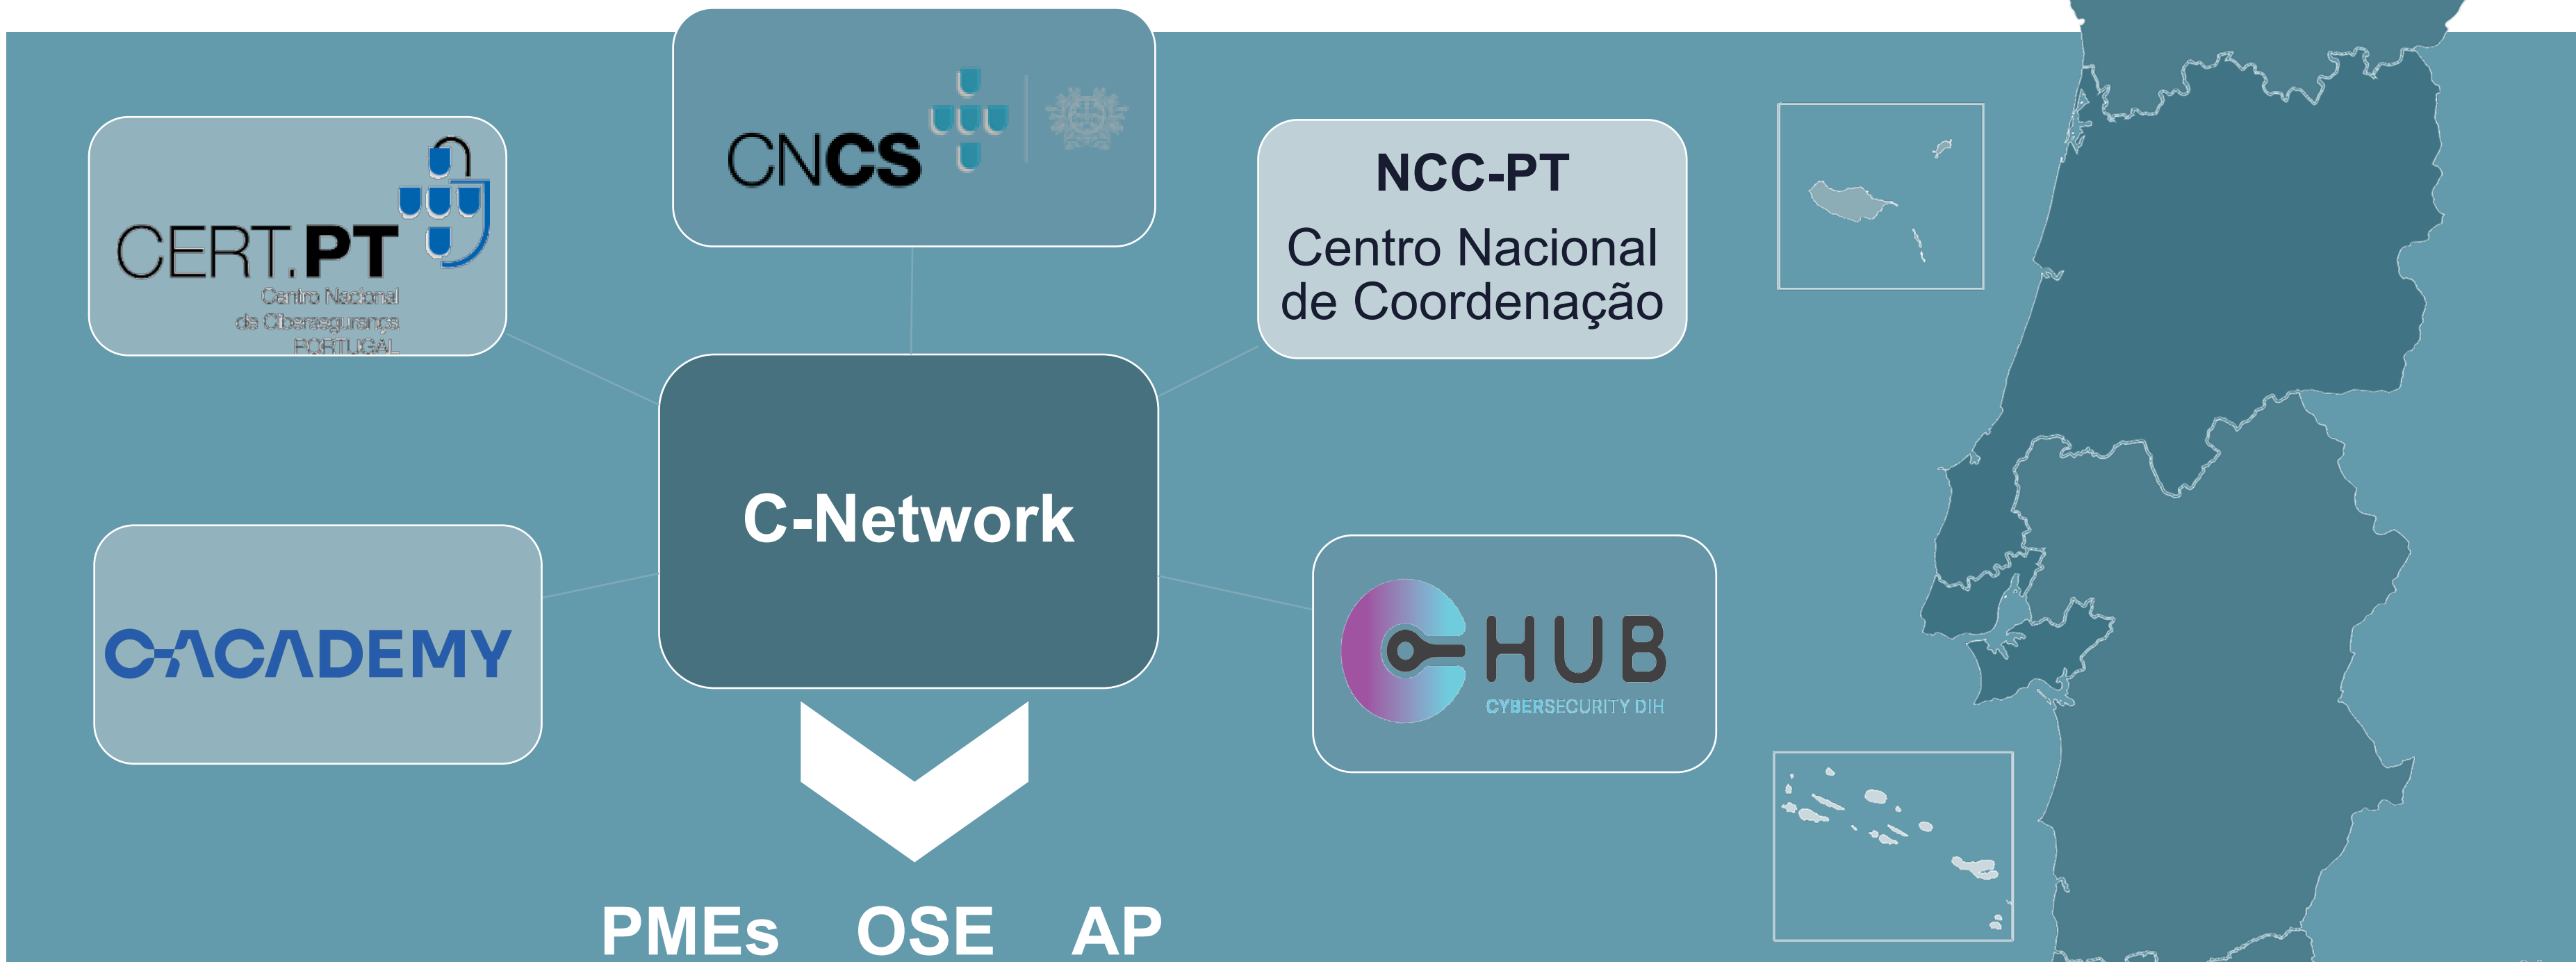 CNCS
CERT.PT
Centro Nacional
de Cibersegurança
PORTUGAL
NCC-PT
Centro Nacional
de Coordenação
C-Network
C-ACADEMY
C-HUB
CYBERSECURITY DIH
PMEs OSE AP